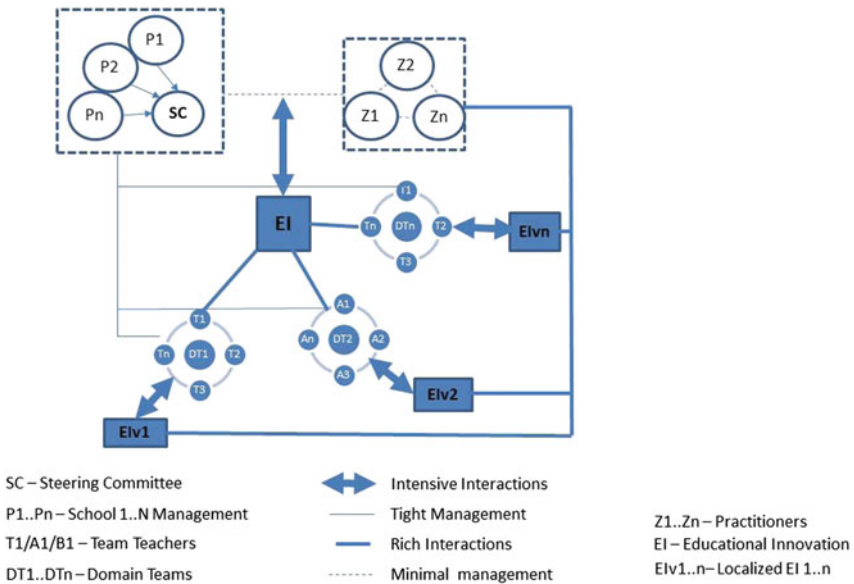 P1
P2
Pn
SC
Z2
Z1
Zn
EI
I1
Tn
DTn
T2
T3
EIvn
T1
Tn
DT1
T2
T3
A1
An
DT2
A2
A3
EIv2
EIv1
SC – Steering Committee
P1..Pn – School 1..N Management
T1/A1/B1 – Team Teachers
DT1..DTn – Domain Teams
Intensive Interactions
Tight Management
Rich Interactions
Minimal management
Z1..Zn – Practitioners
EI – Educational Innovation
EIv1..n – Localized EI 1..n